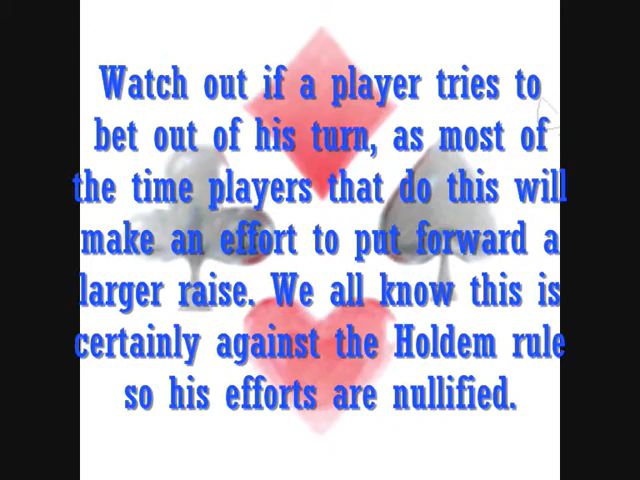 Watch out if a player tries to
bet out of his turn, as most of
the time players that do this will
make an effort to put forward a
larger raise. We all know this is
certainly against the Holdem rule
so his efforts are nullified.